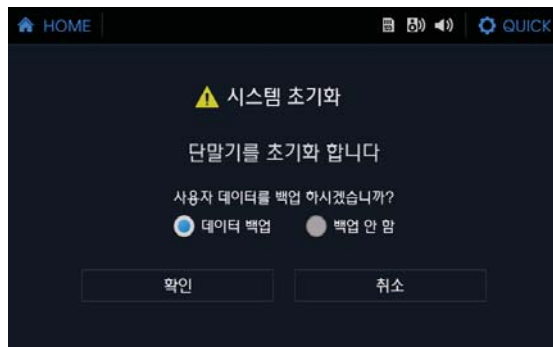 HOME
QUICK
시스템 초기화
단말기를 초기화 합니다
사용자 데이터를 백업 하시겠습니까?
데이터 백업 백업 안 함
확인 취소